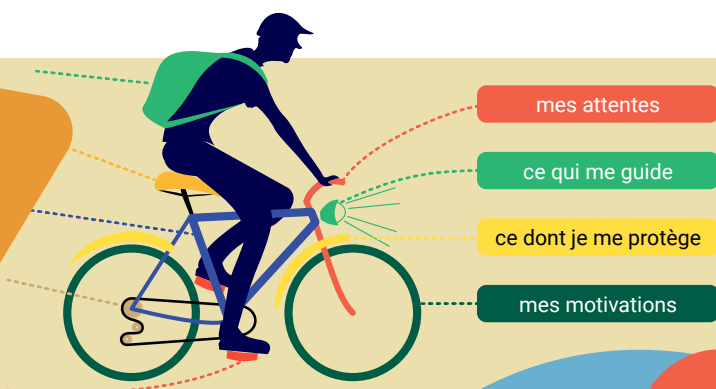 mes attentes
ce qui me guide
ce dont je me protège
mes motivations